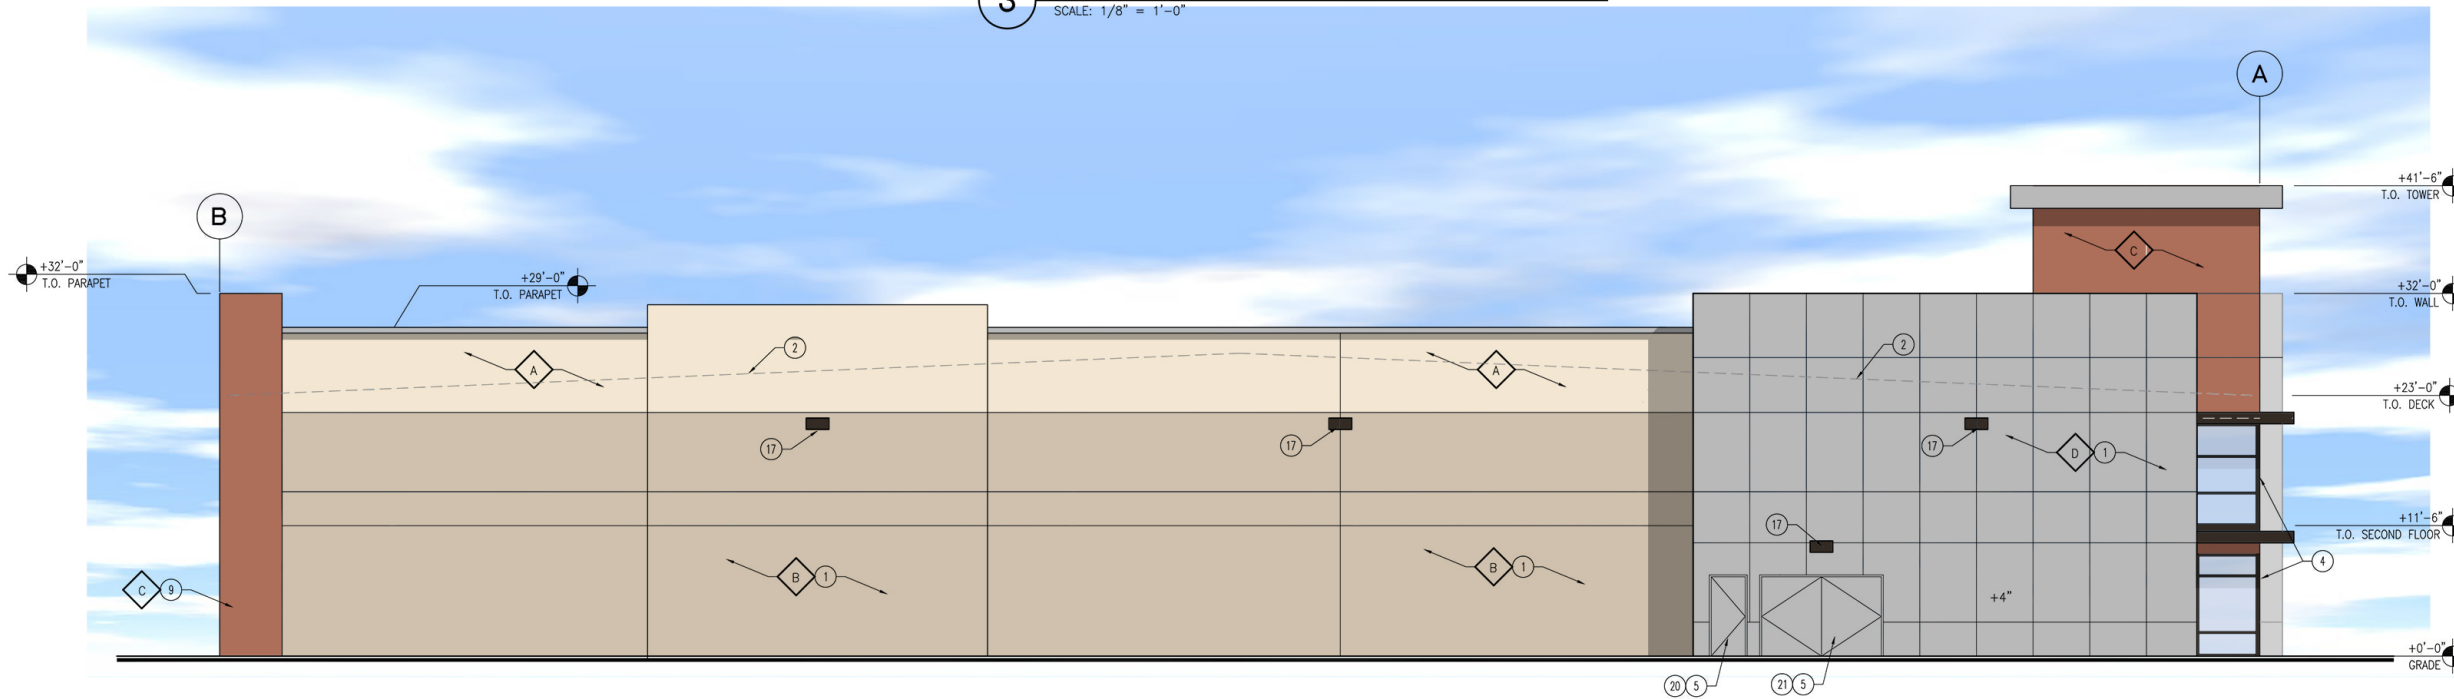 3
SCALE: 1/8" = 1'-0"
A
+41'-6"
T.O. TOWER
B
C
+32'-0"
T.O. PARAPET
+29'-0"
T.O. PARAPET
+32'-0"
T.O. WALL
2
2
A
A
+23'-0"
T.O. DECK
17
17
17
D 1
17
+11'-6"
T.O. SECOND FLOOR
4
B 1
B 1
C 9
+4"
+0'-0"
GRADE
20 5
21 5